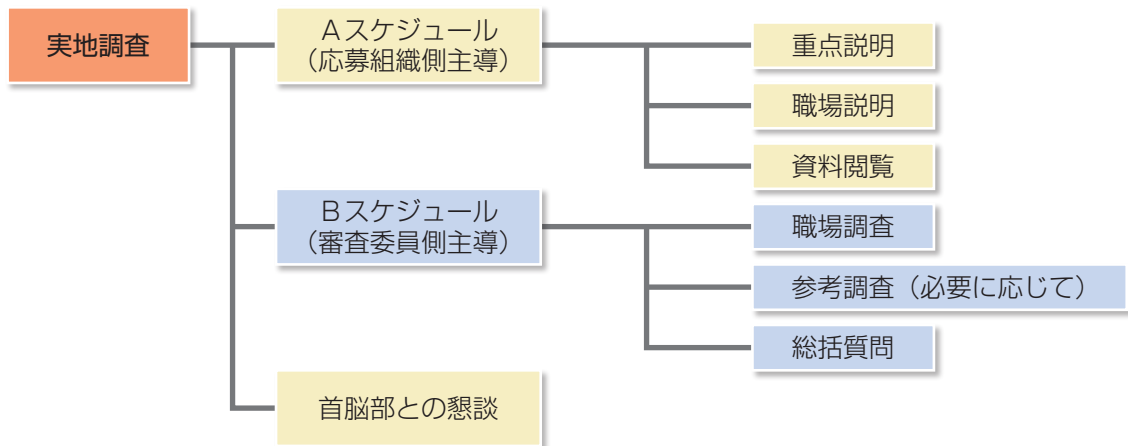 実地調査
Aスケジュール
（応募組織側主導）
重点説明
職場説明
資料閲覧
Bスケジュール
（審査委員側主導）
職場調査
参考調査（必要に応じて）
総括質問
首脳部との懇談